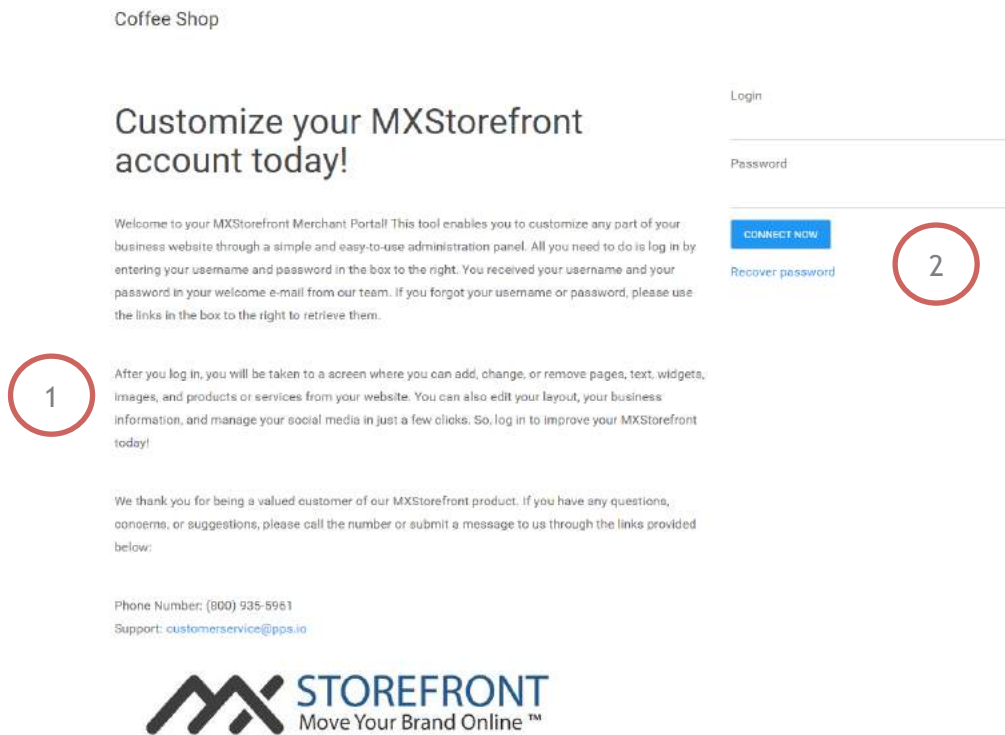 Coffee Shop
Customize your MXStorefront
account today!
Welcome to your MXStorefront Merchant Portal! This tool enables you to customize any part of your
business website through a simple and easy-to-use administration panel. All you need to do is log in by
entering your username and password in the box to the right. You received your username and your
password in your welcome e-mail from our team. If you forgot your username or password, please use
the links in the box to the right to retrieve them.
1
After you log in, you will be taken to a screen where you can add, change, or remove pages, text, widgets,
images, and products or services from your website. You can also edit your layout, your business
information, and manage your social media in just a few clicks. So, log in to improve your MXStorefront
today!
We thank you for being a valued customer of our MXStorefront product. If you have any questions,
concerns, or suggestions, please call the number or submit a message to us through the links provided
below:
Phone Number: (800) 935-5961
Support: customerservice@pps.io
MX STOREFRONT
Move Your Brand Online ™
Login
Password
CONNECT NOW
Recover password
2